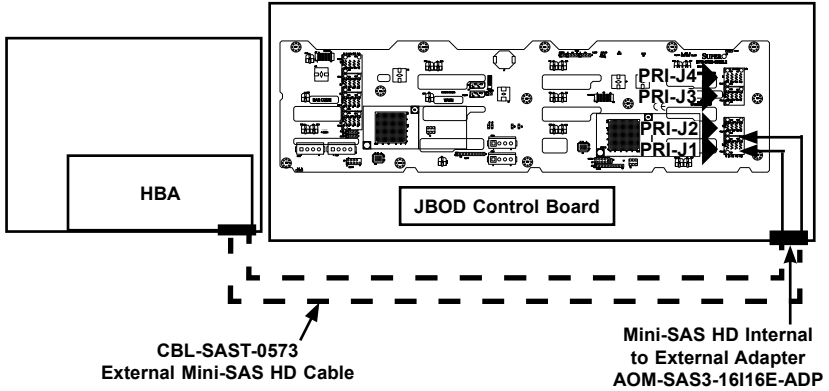 PRI-J4
PRI-J3
PRI-J2
PRI-J1
HBA
JBOD Control Board
CBL-SAST-0573
External Mini-SAS HD Cable
Mini-SAS HD Internal
to External Adapter
AOM-SAS3-16I16E-ADP